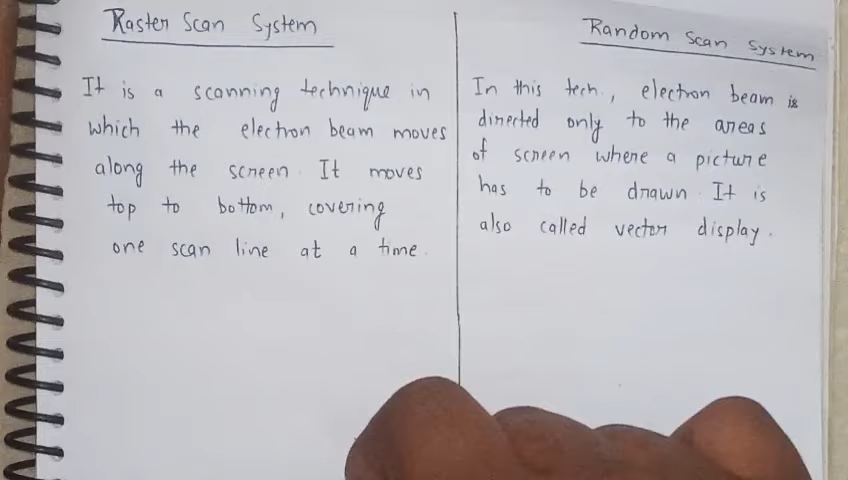 Raster Scan System
It is a scanning technique in
which the electron beam moves
along the screen. It moves
top to bottom, covering
one scan line at a time.
Random Scan System
In this tech., electron beam is
directed only to the areas
of screen where a picture
has to be drawn. It is
also called vector display.